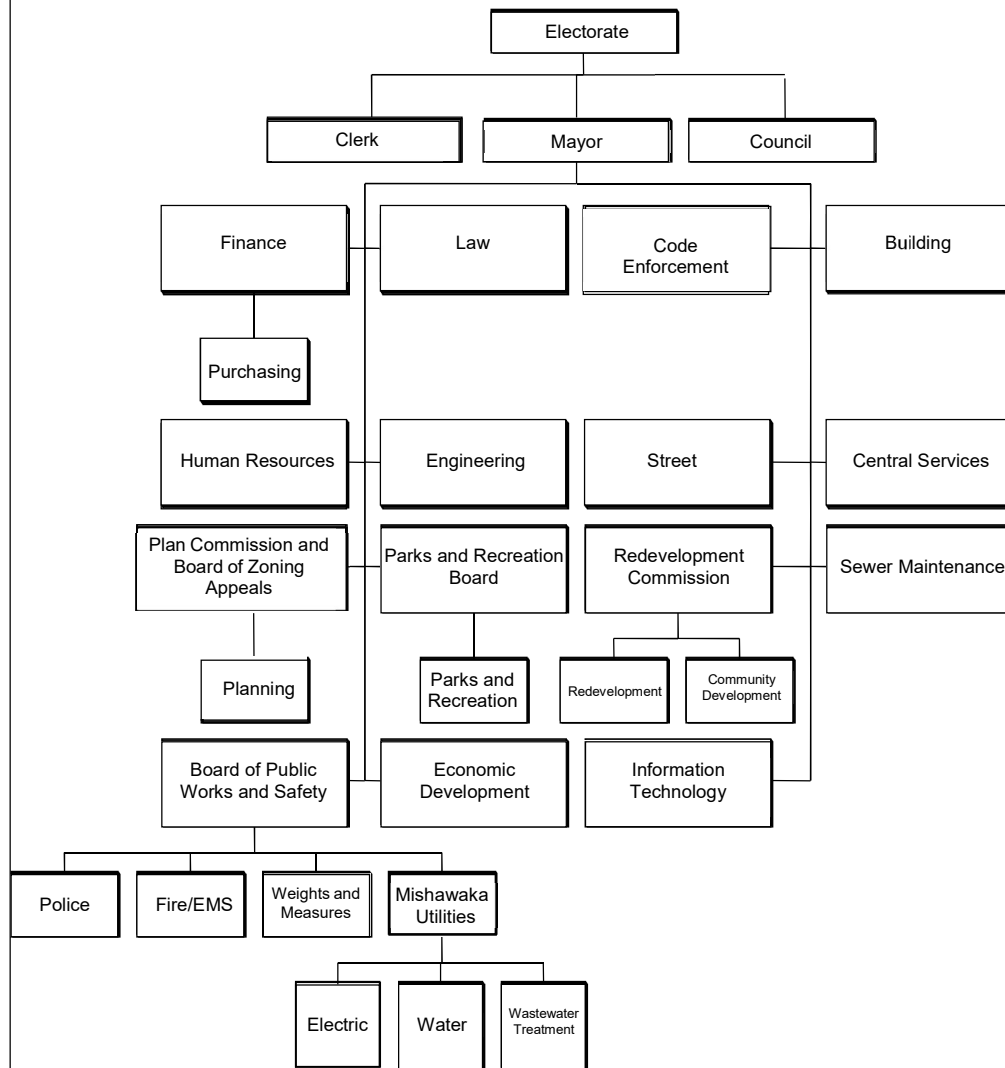 Electorate
Clerk
Mayor
Council
Finance
Law
Code
Enforcement
Building
Purchasing
Human Resources
Engineering
Street
Central Services
Plan Commission and
Board of Zoning
Appeals
Parks and Recreation
Board
Redevelopment
Commission
Sewer Maintenance
Planning
Parks and
Recreation
Redevelopment
Community
Development
Board of Public
Works and Safety
Economic
Development
Information
Technology
Police
Fire/EMS
Weights and
Measures
Mishawaka
Utilities
Electric
Water
Wastewater
Treatment